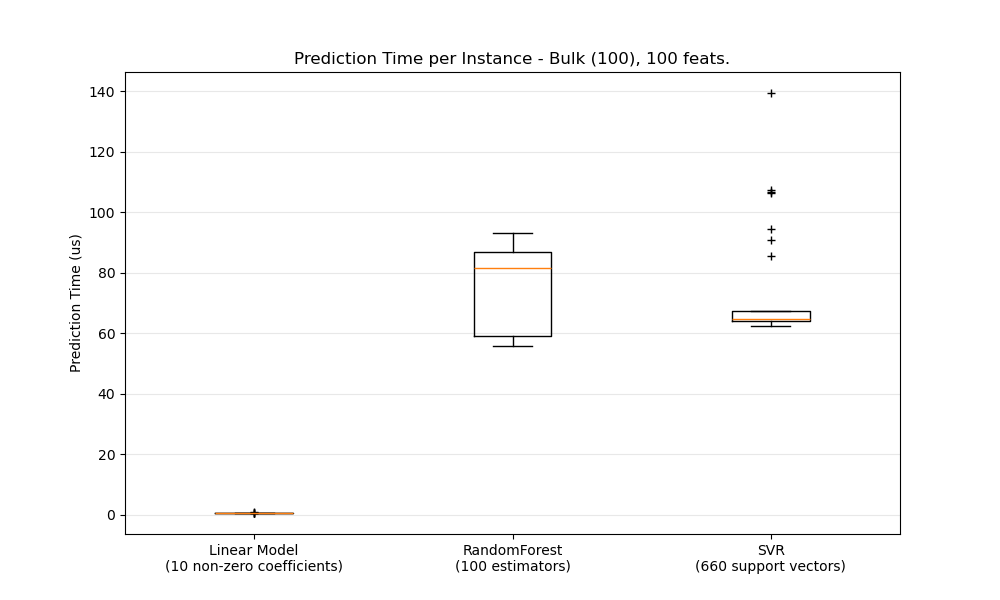 Prediction Time per Instance - Bulk (100), 100 feats.
Prediction Time (us)
140
120
100
80
60
40
20
0
Linear Model
(10 non-zero coefficients)
RandomForest
(100 estimators)
SVR
(660 support vectors)